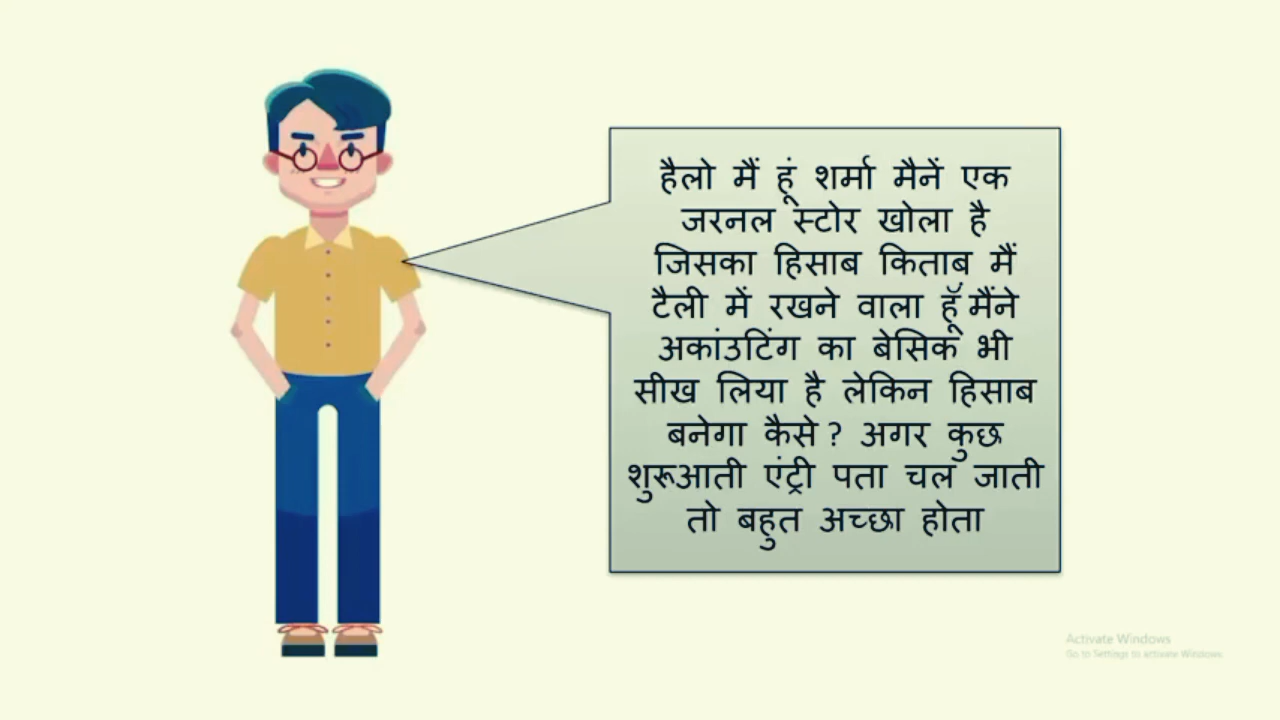 हैलो मैं हूं शर्मा मैनें एक
जरनल स्टोर खोला है
जिसका हिसाब किताब मैं
टैली में रखने वाला हूॅं मैंने
अकांउटिंग का बेसिक भी
सीख लिया है लेकिन हिसाब
बनेगा कैसे ? अगर कुछ
शुरूआती एंट्री पता चल जाती
तो बहुत अच्छा होता
Activate Windows
Go to Settings to activate Windows.